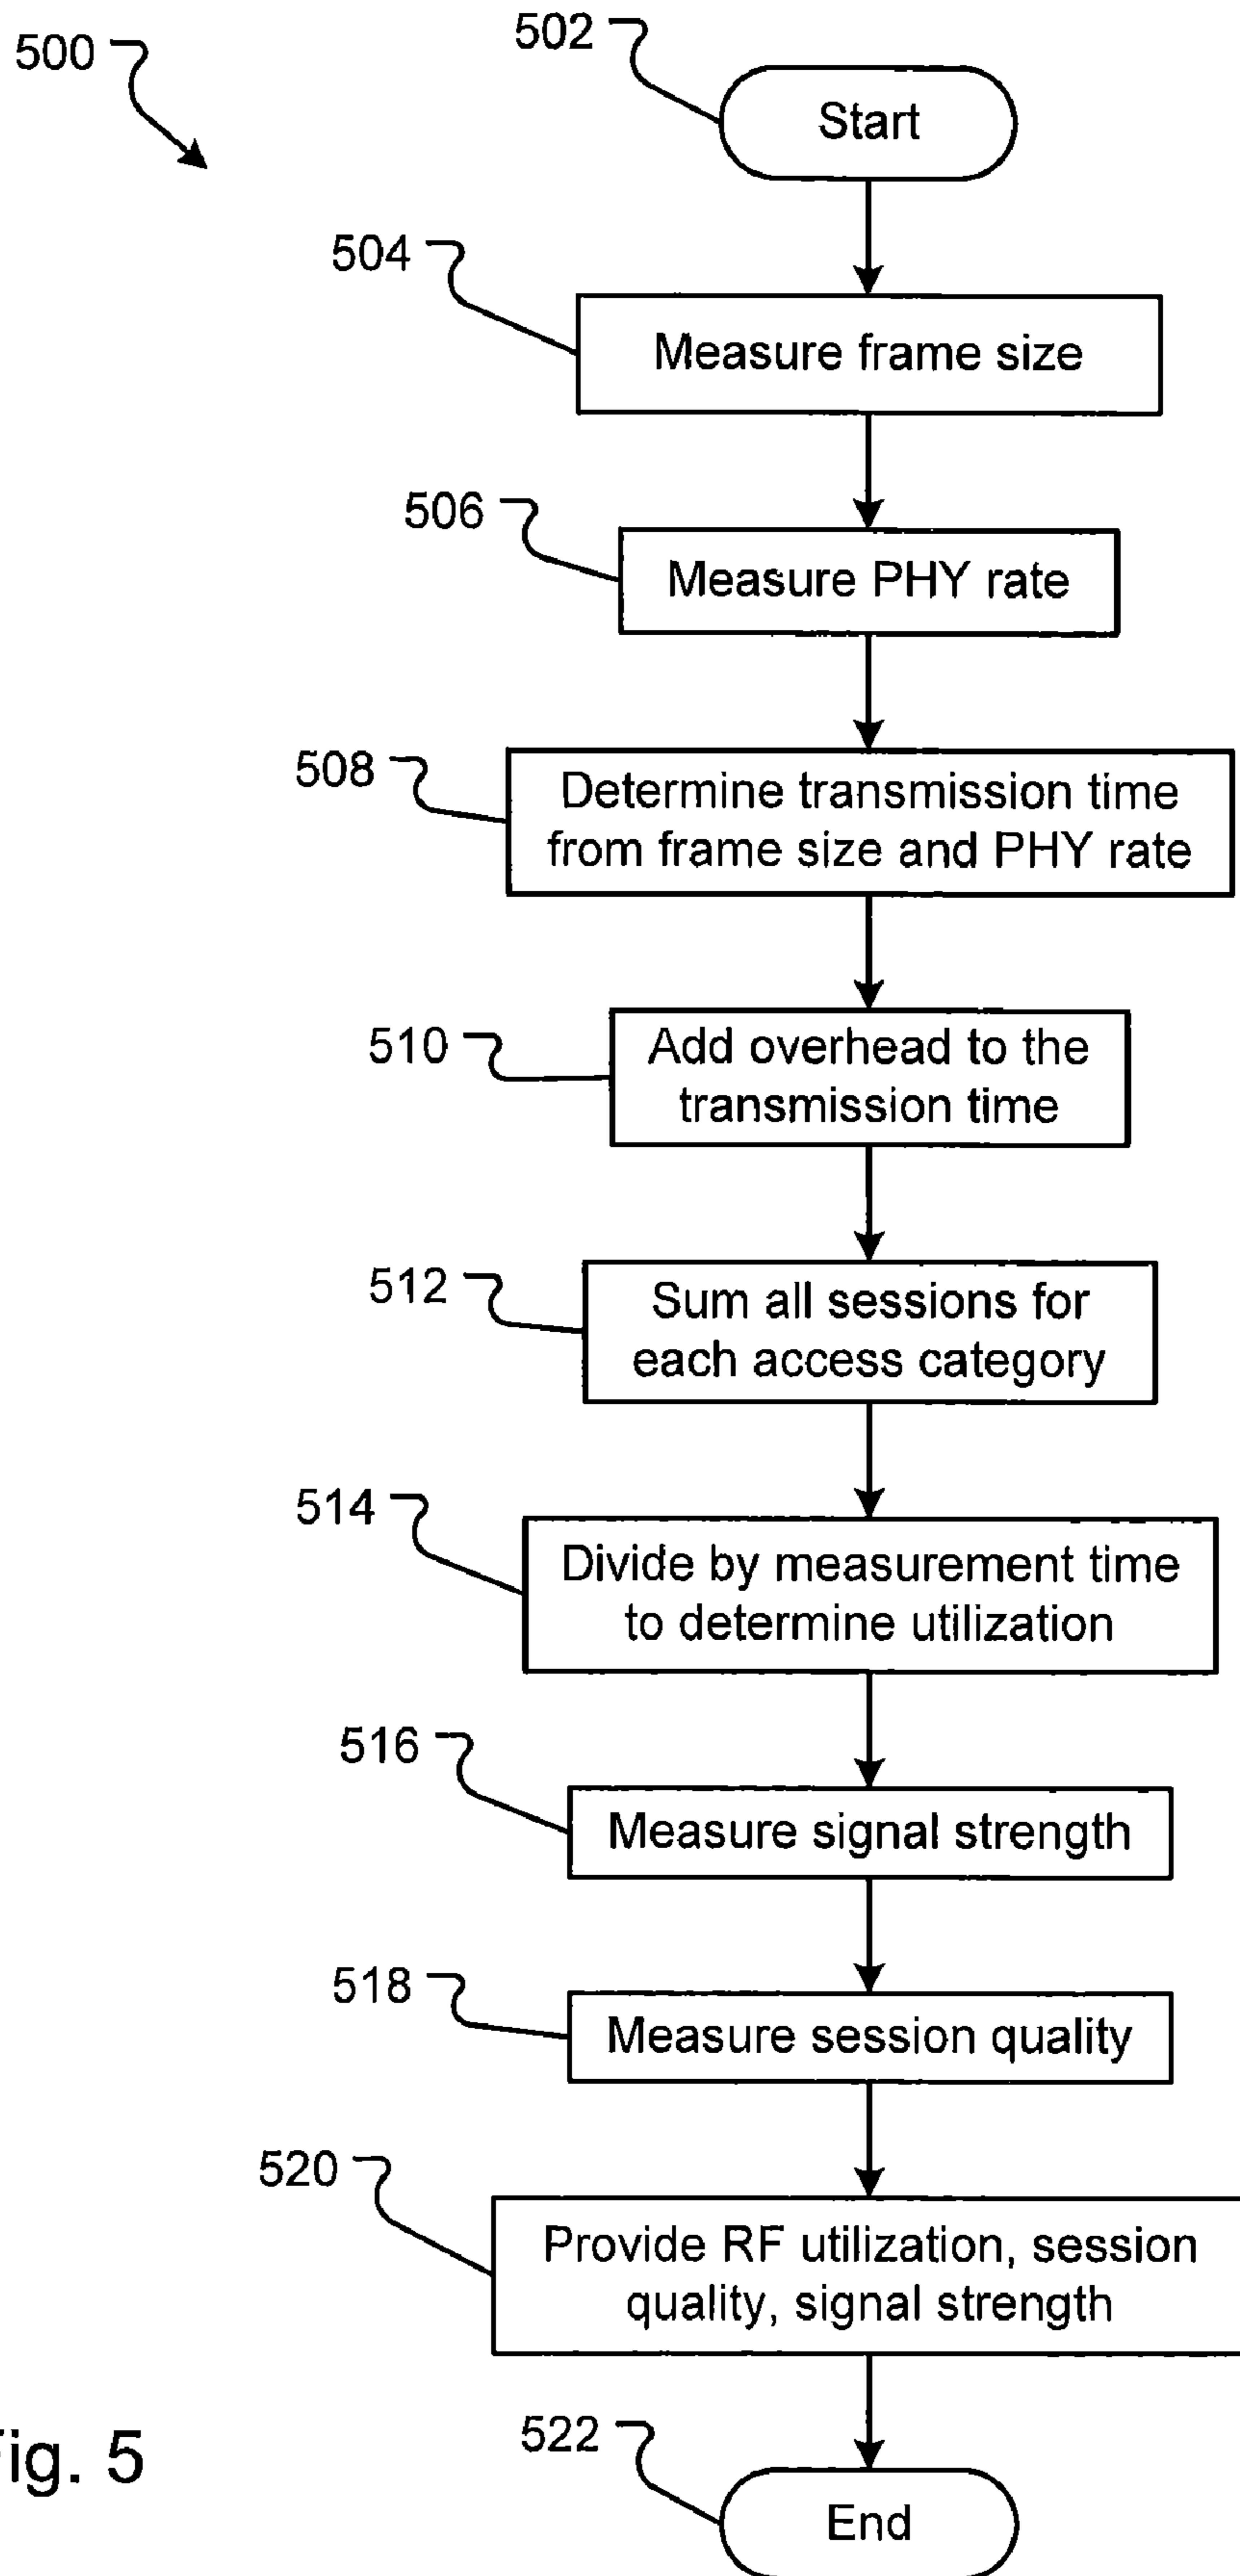 500
502
Start
504
Measure frame size
506
Measure PHY rate
508
Determine transmission time
from frame size and PHY rate
510
Add overhead to the
transmission time
512
Sum all sessions for
each access category
514
Divide by measurement time
to determine utilization
516
Measure signal strength
518
Measure session quality
520
Provide RF utilization, session
quality, signal strength
522
End
Fig. 5